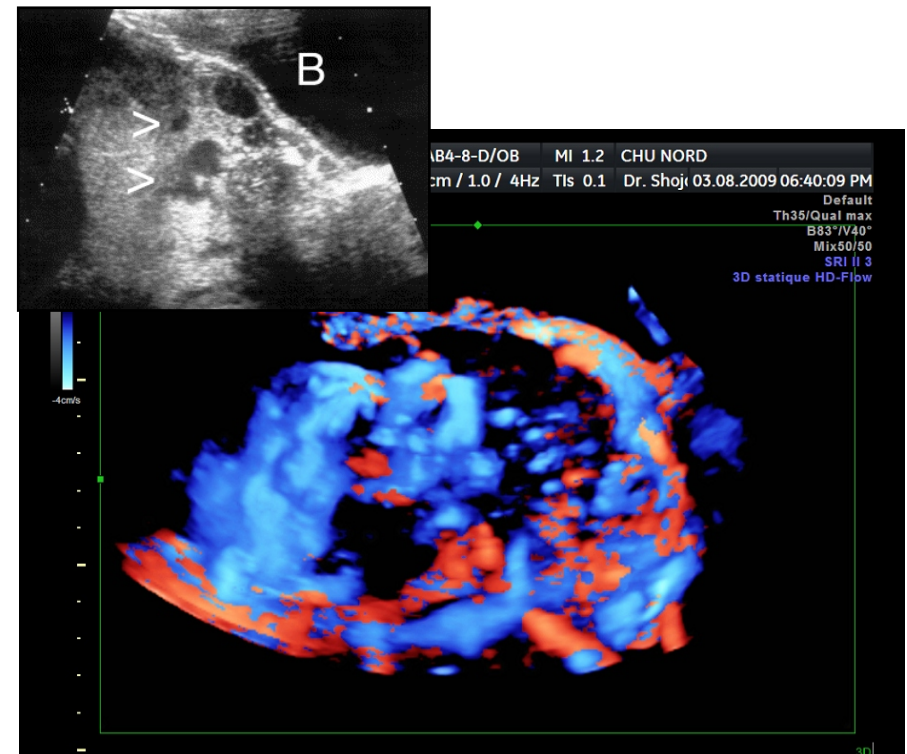 B
>
>
AB4-8-D/OB MI 1.2 CHU NORD
cm / 1.0 / 4Hz TIs 0.1 Dr. Shoj 03.08.2009 06:40:09 PM
Default
Th35/Qual max
B83°/V40°
Mix50/50
SRI II 3
3D statique HD-Flow
-4cm/s
3D